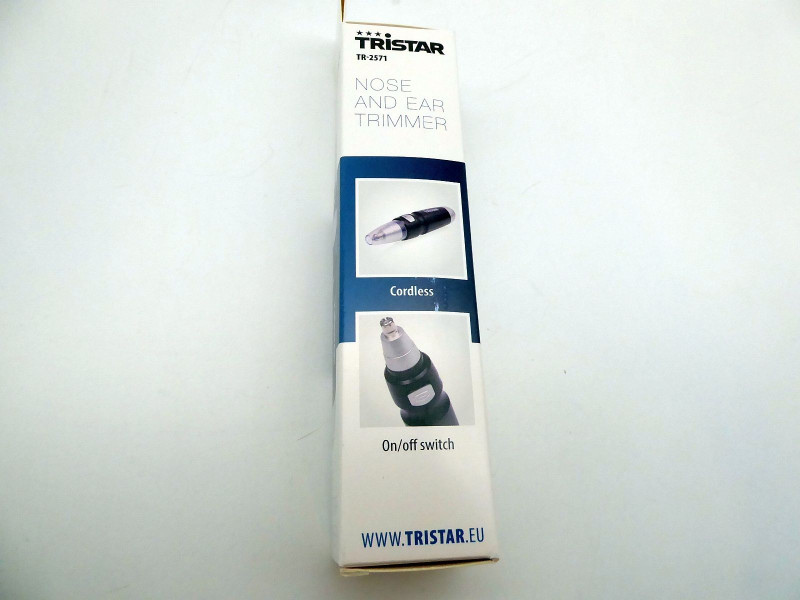 TRISTAR
TR-2571
NOSE
AND EAR
TRIMMER
Cordless
On/off switch
WWW.TRISTAR.EU